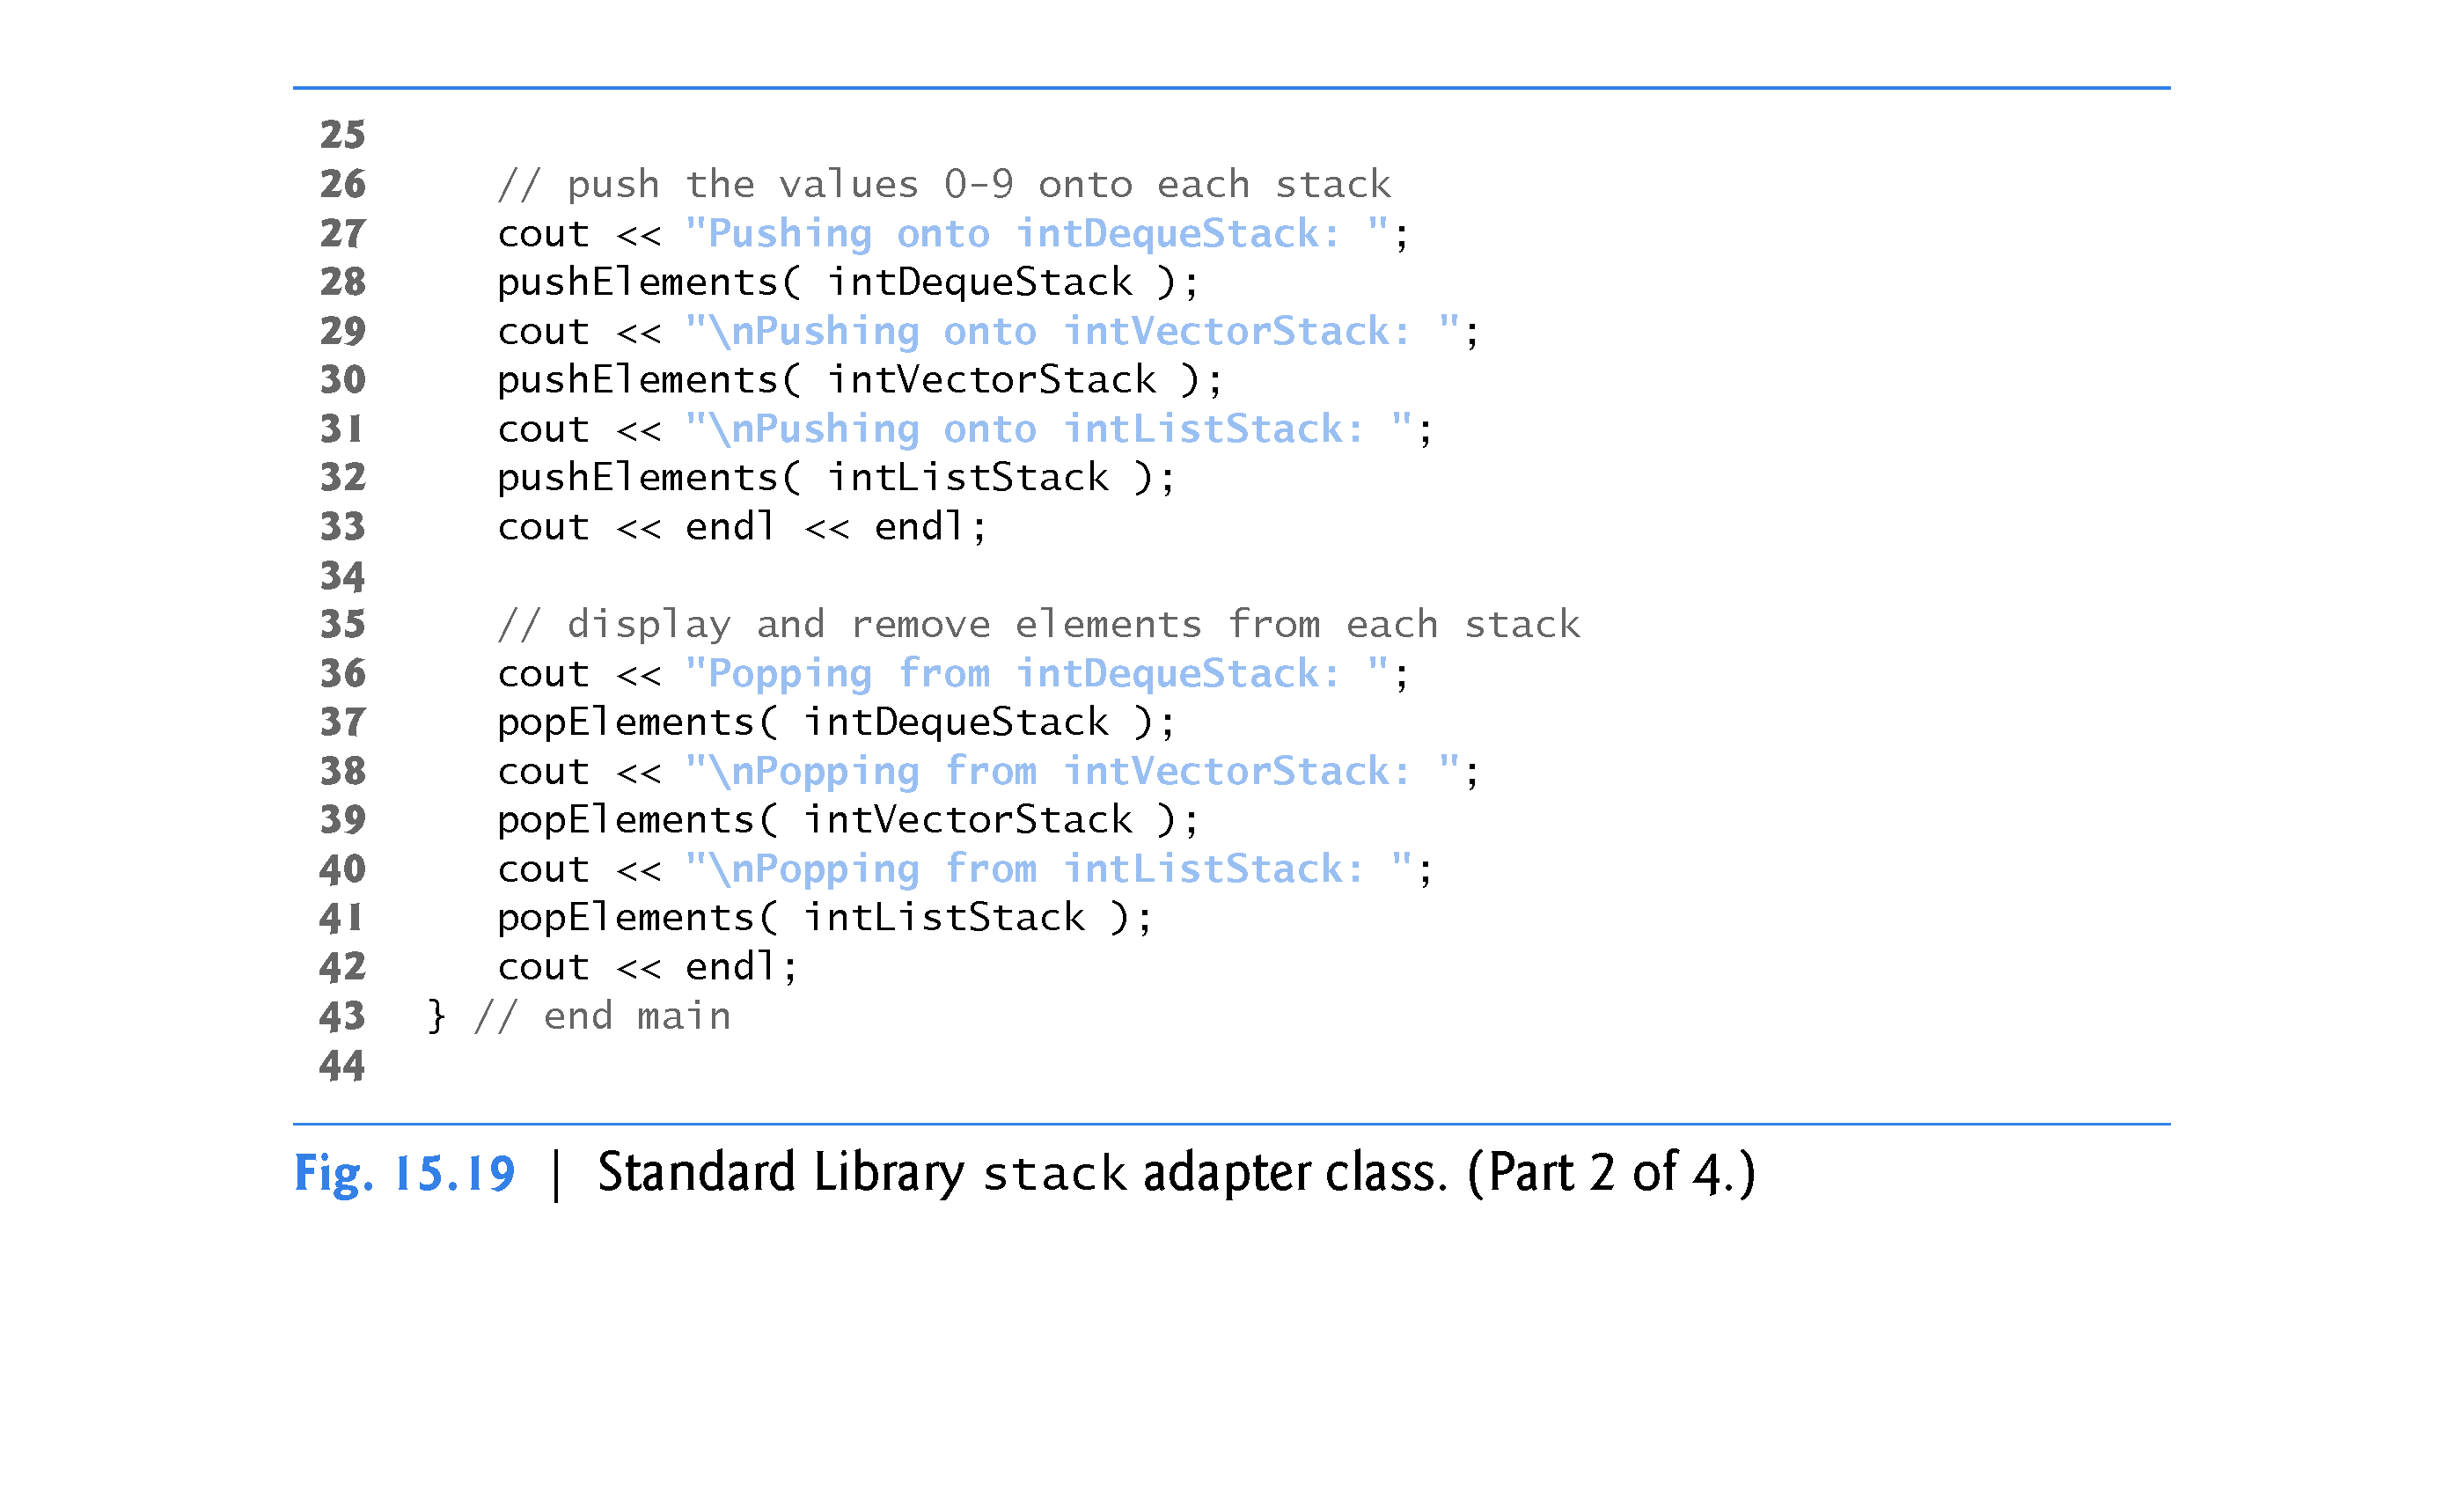 25
26 // push the values 0-9 onto each stack
27 cout << "Pushing onto intDequeStack: ";
28 pushElements( intDequeStack );
29 cout << "\nPushing onto intVectorStack: ";
30 pushElements( intVectorStack );
31 cout << "\nPushing onto intListStack: ";
32 pushElements( intListStack );
33 cout << endl << endl;
34
35 // display and remove elements from each stack
36 cout << "Popping from intDequeStack: ";
37 popElements( intDequeStack );
38 cout << "\nPopping from intVectorStack: ";
39 popElements( intVectorStack );
40 cout << "\nPopping from intListStack: ";
41 popElements( intListStack );
42 cout << endl;
43 } // end main
44
Fig. 15.19 | Standard Library stack adapter class. (Part 2 of 4.)